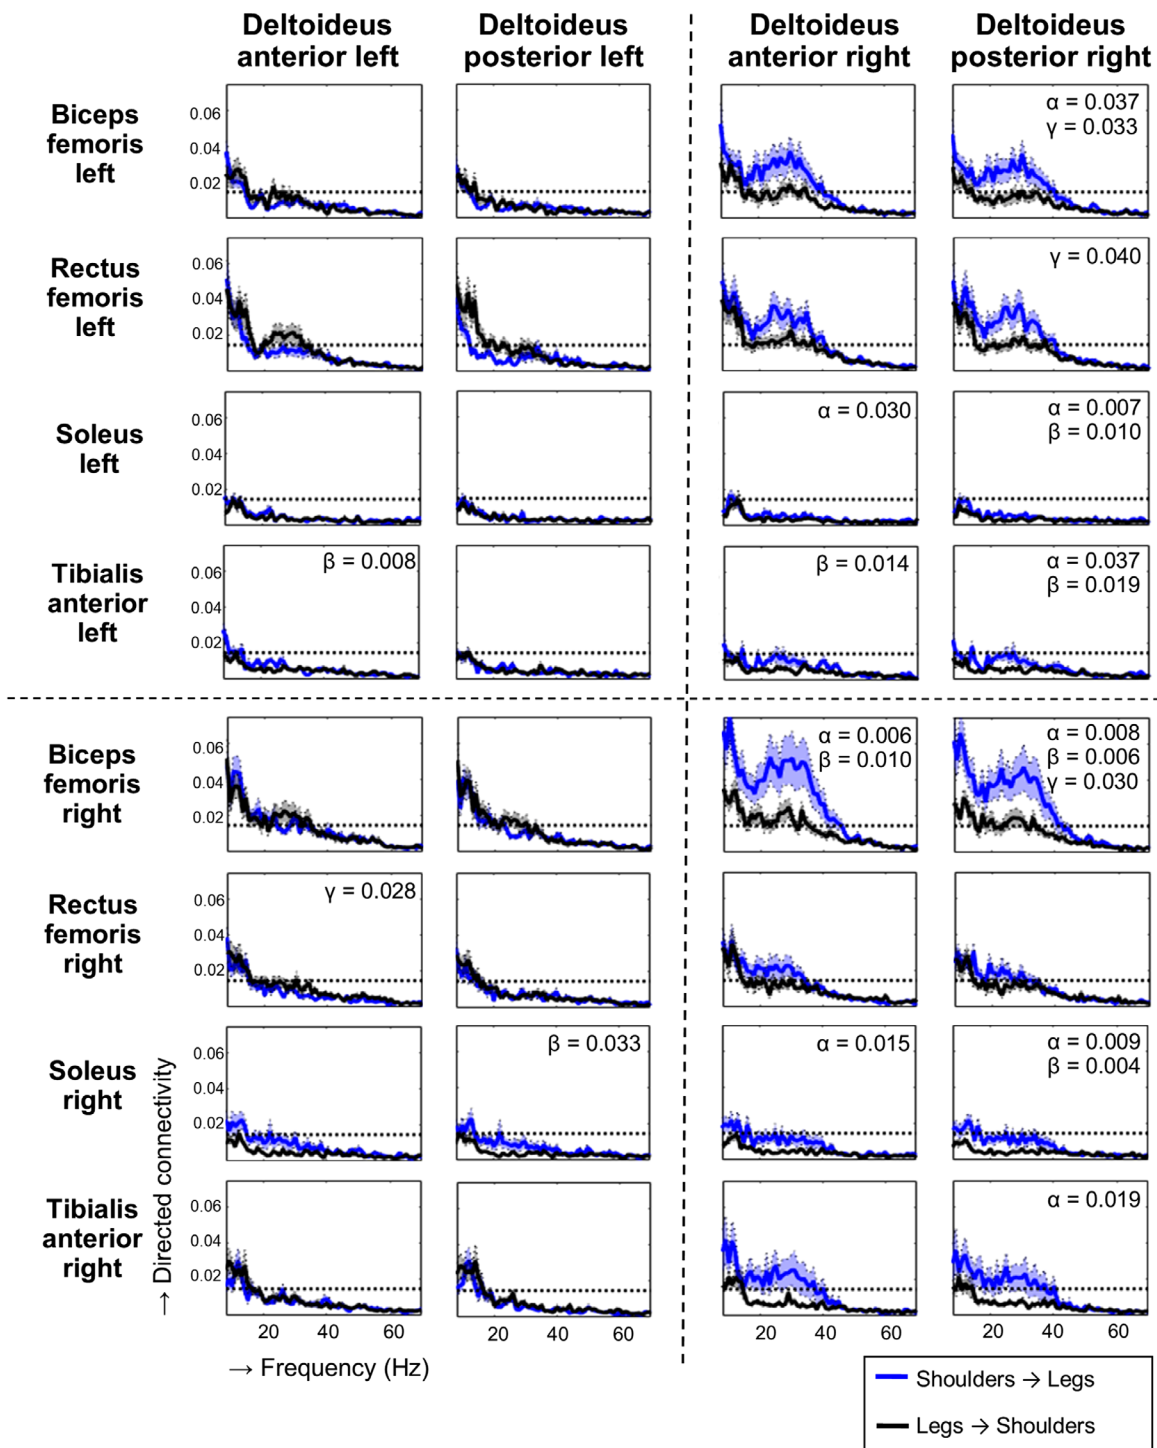 Deltoideus
anterior left
Deltoideus
posterior left
Deltoideus
anterior right
Deltoideus
posterior right
Biceps
femoris
left
0.06
0.04
0.02
α = 0.037
γ = 0.033
Rectus
femoris
left
0.06
0.04
0.02
γ = 0.040
Soleus
left
0.06
0.04
0.02
α = 0.030
α = 0.007
β = 0.010
Tibialis
anterior
left
0.06
0.04
0.02
β = 0.008
β = 0.014
α = 0.037
β = 0.019
Biceps
femoris
right
0.06
0.04
0.02
α = 0.006
β = 0.010
α = 0.008
β = 0.006
γ = 0.030
Rectus
femoris
right
0.06
0.04
0.02
γ = 0.028
Soleus
right
0.06
0.04
0.02
β = 0.033
α = 0.015
α = 0.009
β = 0.004
Tibialis
anterior
right
0.06
0.04
0.02
α = 0.019
→ Directed connectivity
20 40 60
20 40 60
20 40 60
20 40 60
→ Frequency (Hz)
Shoulders → Legs
Legs → Shoulders